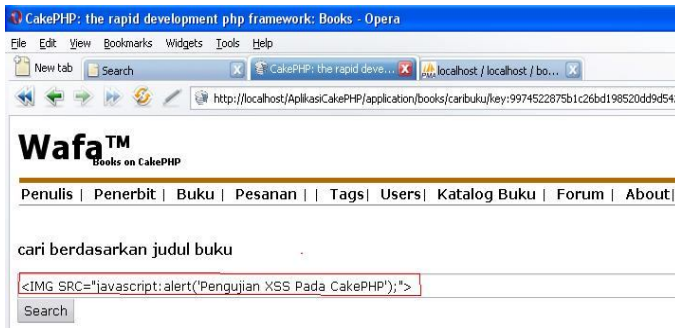 CakePHP: the rapid development php framework: Books - Opera
File Edit View Bookmarks Widgets Tools Help
New tab Search CakePHP: the rapid deve... localhost / localhost / bo...
http://localhost/AplikasiCakePHP/application/books/caribuku/key:9974522875b1c26bd198520dd9d54
Wafa™
Books on CakePHP
Penulis | Penerbit | Buku | Pesanan | | Tags| Users| Katalog Buku | Forum | About|
cari berdasarkan judul buku
<IMG SRC="javascript:alert('Pengujian XSS Pada CakePHP');">
Search